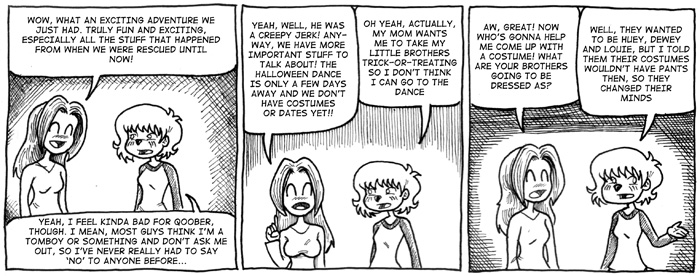 WOW, WHAT AN EXCITING ADVENTURE WE
JUST HAD. TRULY FUN AND EXCITING,
ESPECIALLY ALL THE STUFF THAT HAPPENED
FROM WHEN WE WERE RESCUED UNTIL
NOW!
YEAH, I FEEL KINDA BAD FOR GOOBER,
THOUGH. I MEAN, MOST GUYS THINK I'M A
TOMBOY OR SOMETHING AND DON'T ASK ME
OUT, SO I'VE NEVER REALLY HAD TO SAY
'NO' TO ANYONE BEFORE...
YEAH, WELL, HE WAS
A CREEPY JERK! ANY-
WAY, WE HAVE MORE
IMPORTANT STUFF TO
TALK ABOUT! THE
HALLOWEEN DANCE
IS ONLY A FEW DAYS
AWAY AND WE DON'T
HAVE COSTUMES
OR DATES YET!!
OH YEAH, ACTUALLY,
MY MOM WANTS
ME TO TAKE MY
LITTLE BROTHERS
TRICK-OR-TREATING
SO I DON'T THINK
I CAN GO TO THE
DANCE
AW, GREAT! NOW
WHO'S GONNA HELP
ME COME UP WITH
A COSTUME! WHAT
ARE YOUR BROTHERS
GOING TO BE
DRESSED AS?
WELL, THEY WANTED
TO BE HUEY, DEWEY
AND LOUIE, BUT I TOLD
THEM THEIR COSTUMES
WOULDN'T HAVE PANTS
THEN, SO THEY
CHANGED THEIR
MINDS